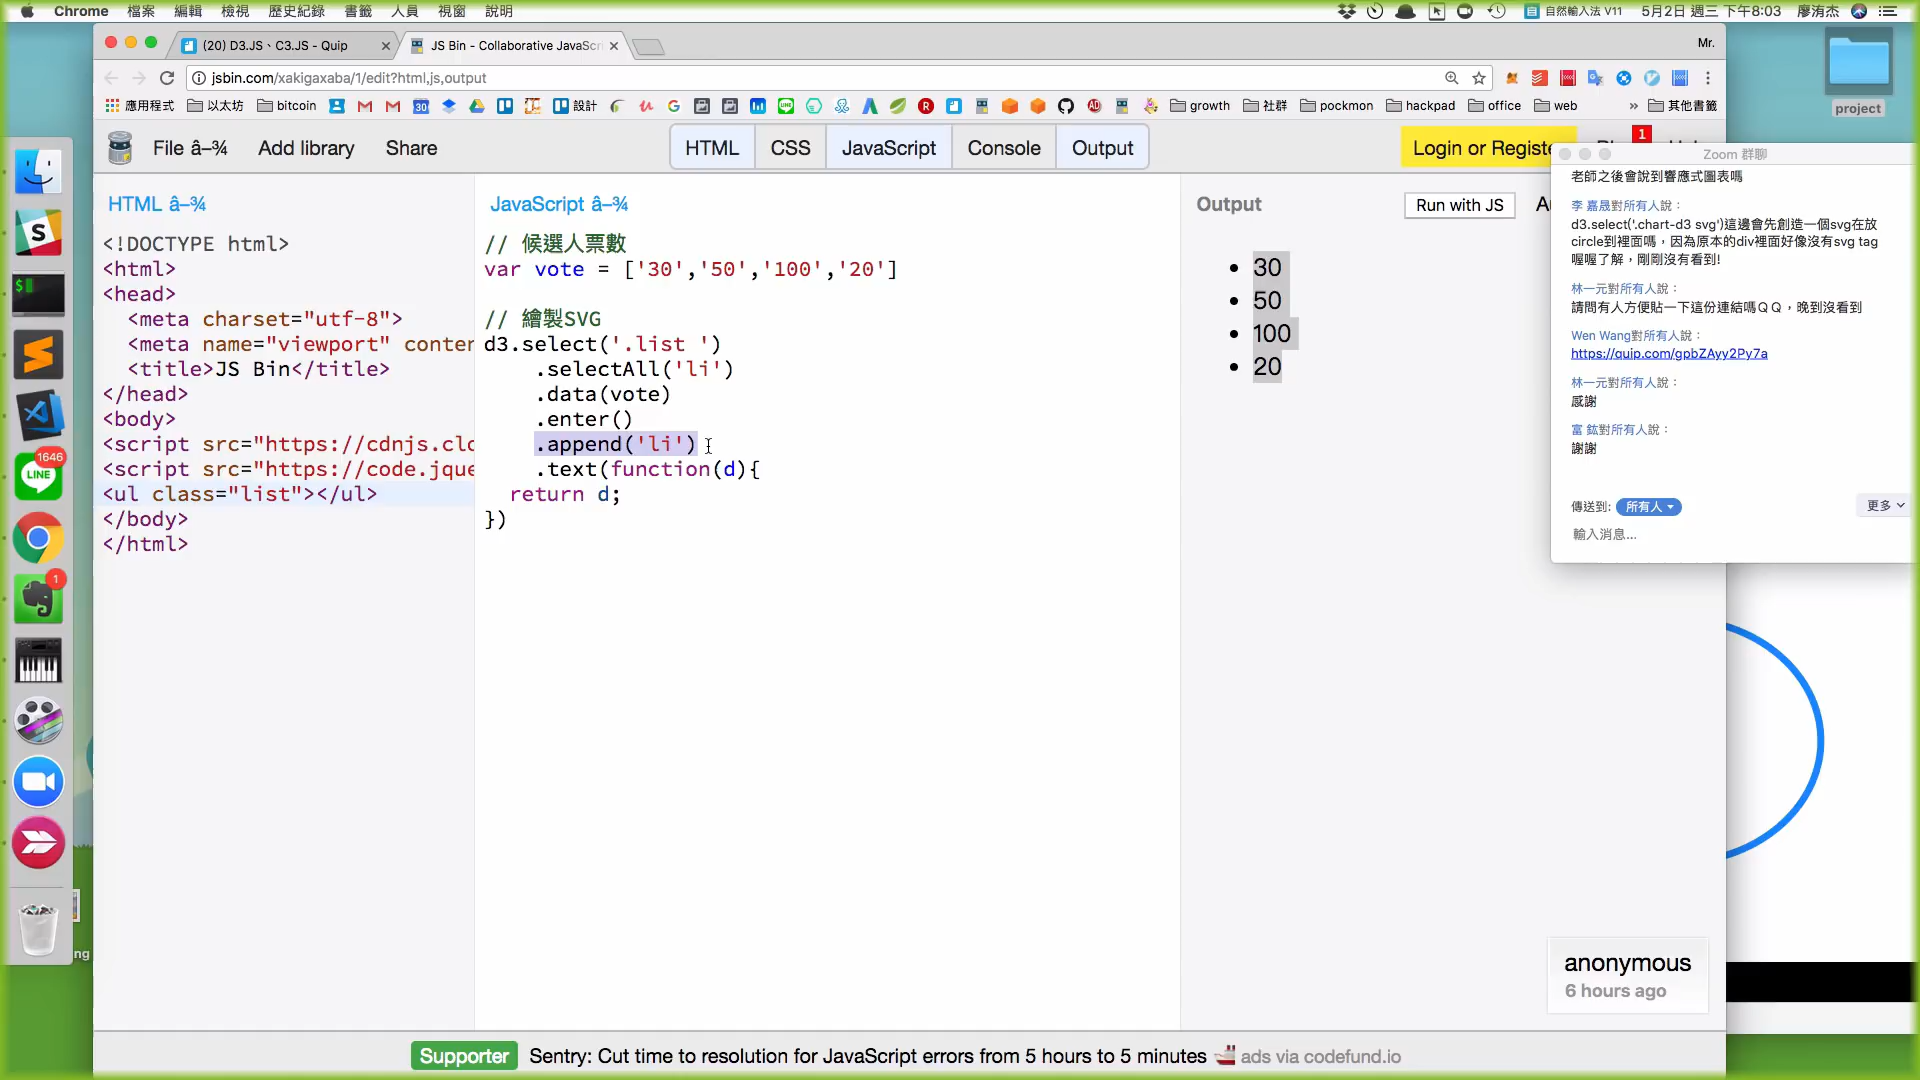 Chrome 檔案 編輯 檢視 歷史紀錄 書籤 人員 視窗 說明
自然輸入法 V11 5月2日 週三 下午8:03 廖洧杰
(20) D3.JS、C3.JS - Quip
JS Bin - Collaborative JavaScr
Mr.
jsbin.com/xakigaxaba/1/edit?html,js,output
應用程式 以太坊 bitcoin 設計 growth 社群 pockmon hackpad office web » 其他書籤
project
File â–¾ Add library Share
HTML CSS JavaScript Console Output
Login or Registe
1
HTML â–¾
<!DOCTYPE html>
<html>
<head>
<meta charset="utf-8">
<meta name="viewport" conten
<title>JS Bin</title>
</head>
<body>
<script src="https://cdnjs.clo
<script src="https://code.jque
<ul class="list"></ul>
</body>
</html>
JavaScript â–¾
// 候選人票數
var vote = ['30','50','100','20']
// 繪製SVG
d3.select('.list ')
.selectAll('li')
.data(vote)
.enter()
.append('li')
.text(function(d){
return d;
})
Output
Run with JS
30
50
100
20
Zoom 群聊
老師之後會說到響應式圖表嗎
李 嘉晟對所有人說：
d3.select('.chart-d3 svg')這邊會先創造一個svg在放
circle到裡面嗎，因為原本的div裡面好像沒有svg tag
喔喔了解，剛剛沒有看到!
林一元對所有人說：
請問有人方便貼一下這份連結嗎ＱＱ，晚到沒看到
Wen Wang對所有人說：
https://quip.com/gpbZAyy2Py7a
林一元對所有人說：
感謝
富 鈜對所有人說：
謝謝
傳送到: 所有人
更多
輸入消息...
1646
1
anonymous
6 hours ago
Supporter Sentry: Cut time to resolution for JavaScript errors from 5 hours to 5 minutes ads via codefund.io